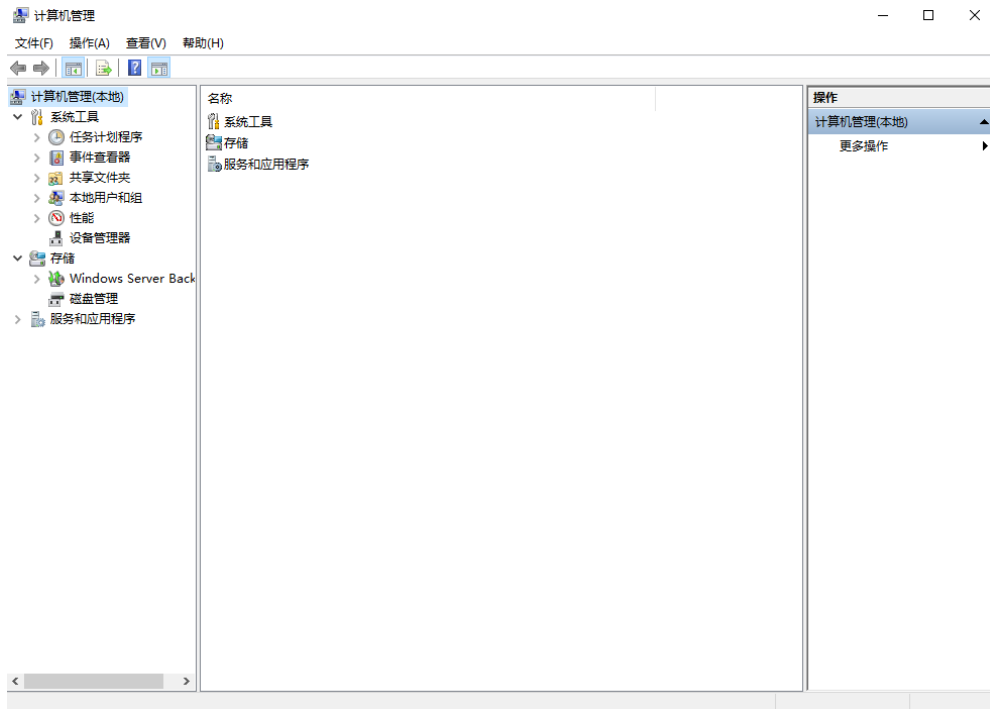 计算机管理
文件(F) 操作(A) 查看(V) 帮助(H)
计算机管理(本地)
系统工具
任务计划程序
事件查看器
共享文件夹
本地用户和组
性能
设备管理器
存储
Windows Server Back
磁盘管理
服务和应用程序
名称
系统工具
存储
服务和应用程序
操作
计算机管理(本地)
更多操作